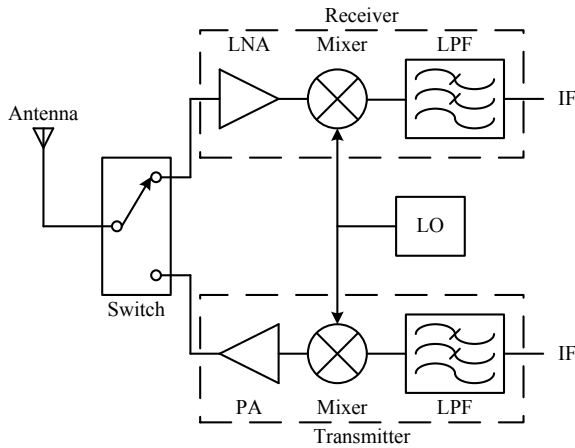 Receiver
LNA Mixer LPF
Antenna
IF
LO
Switch
IF
PA Mixer LPF
Transmitter